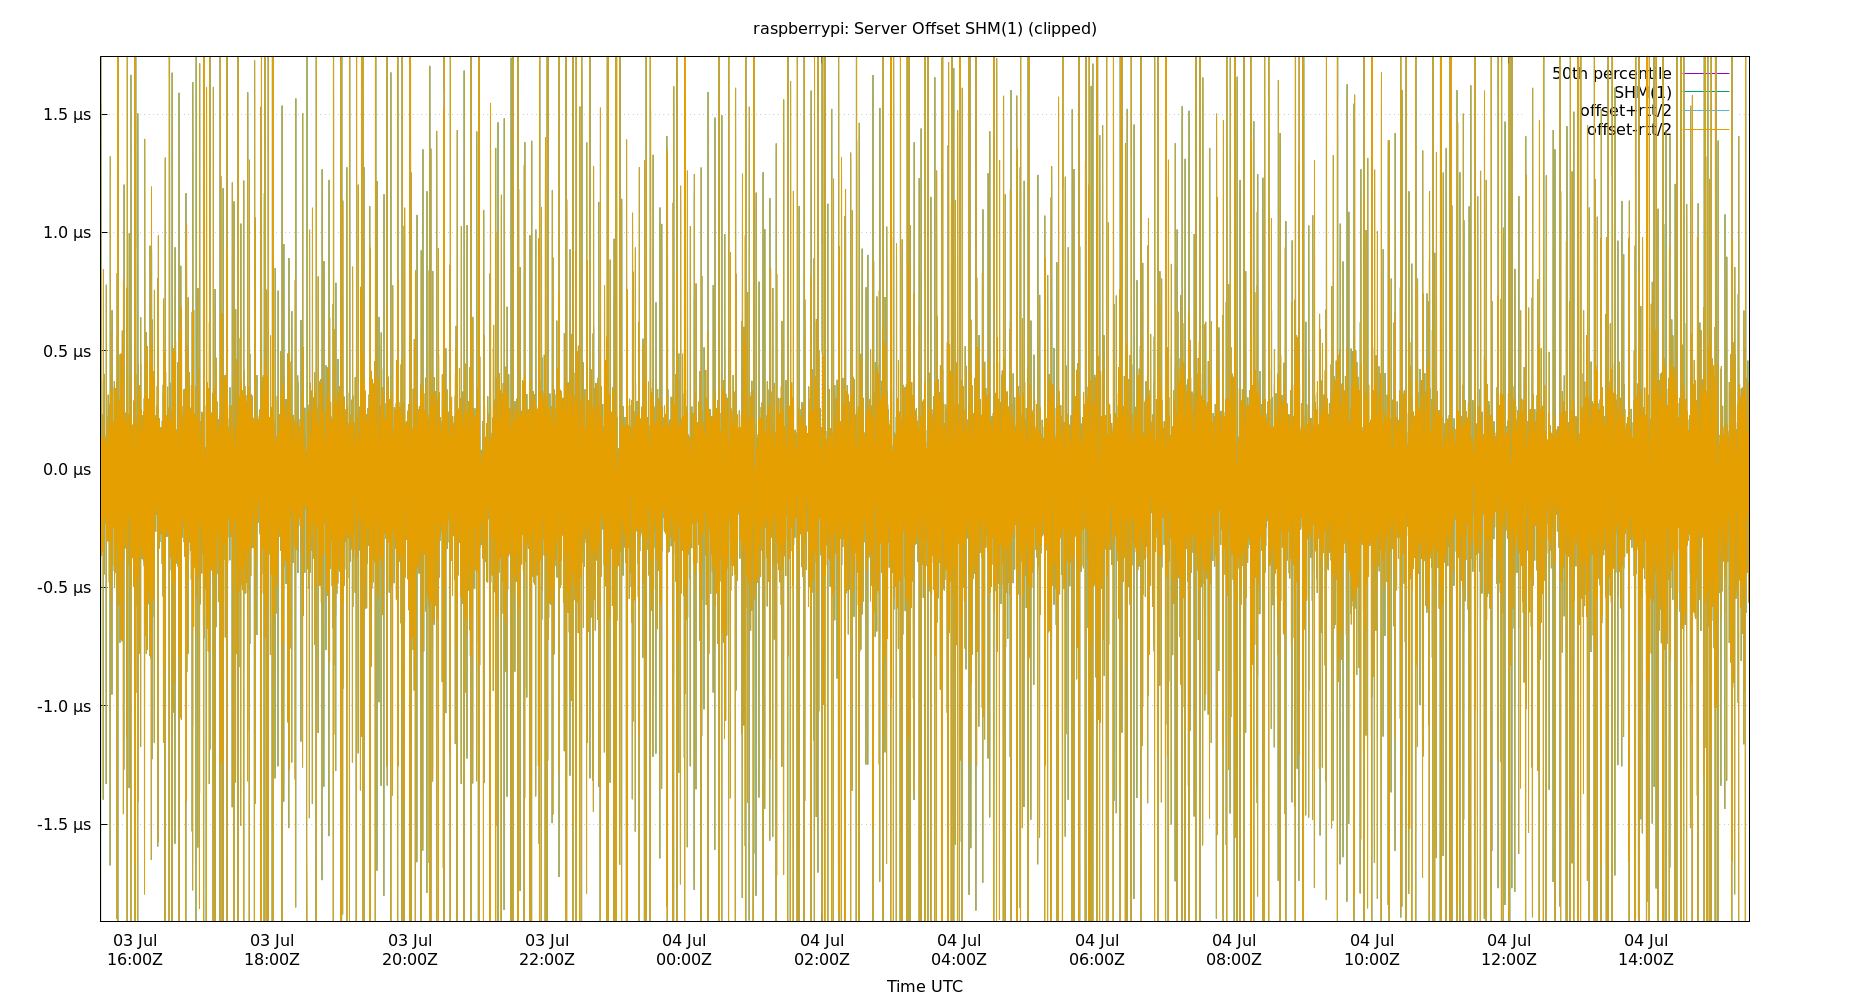 raspberrypi: Server Offset SHM(1) (clipped)
50th percentile
SHM(1)
offset+rtt/2
offset-rtt/2
1.5 µs
1.0 µs
0.5 µs
0.0 µs
-0.5 µs
-1.0 µs
-1.5 µs
03 Jul 03 Jul 03 Jul 03 Jul 04 Jul 04 Jul 04 Jul 04 Jul 04 Jul 04 Jul 04 Jul 04 Jul
16:00Z 18:00Z 20:00Z 22:00Z 00:00Z 02:00Z 04:00Z 06:00Z 08:00Z 10:00Z 12:00Z 14:00Z
Time UTC